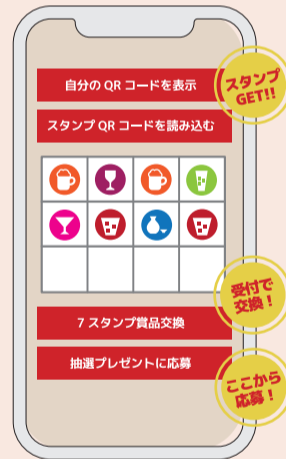 自分の QR コードを表示
スタンプ
GET!!
スタンプ QR コードを読み込む
受付で
交換！
7 スタンプ賞品交換
抽選プレゼントに応募
ここから
応募！